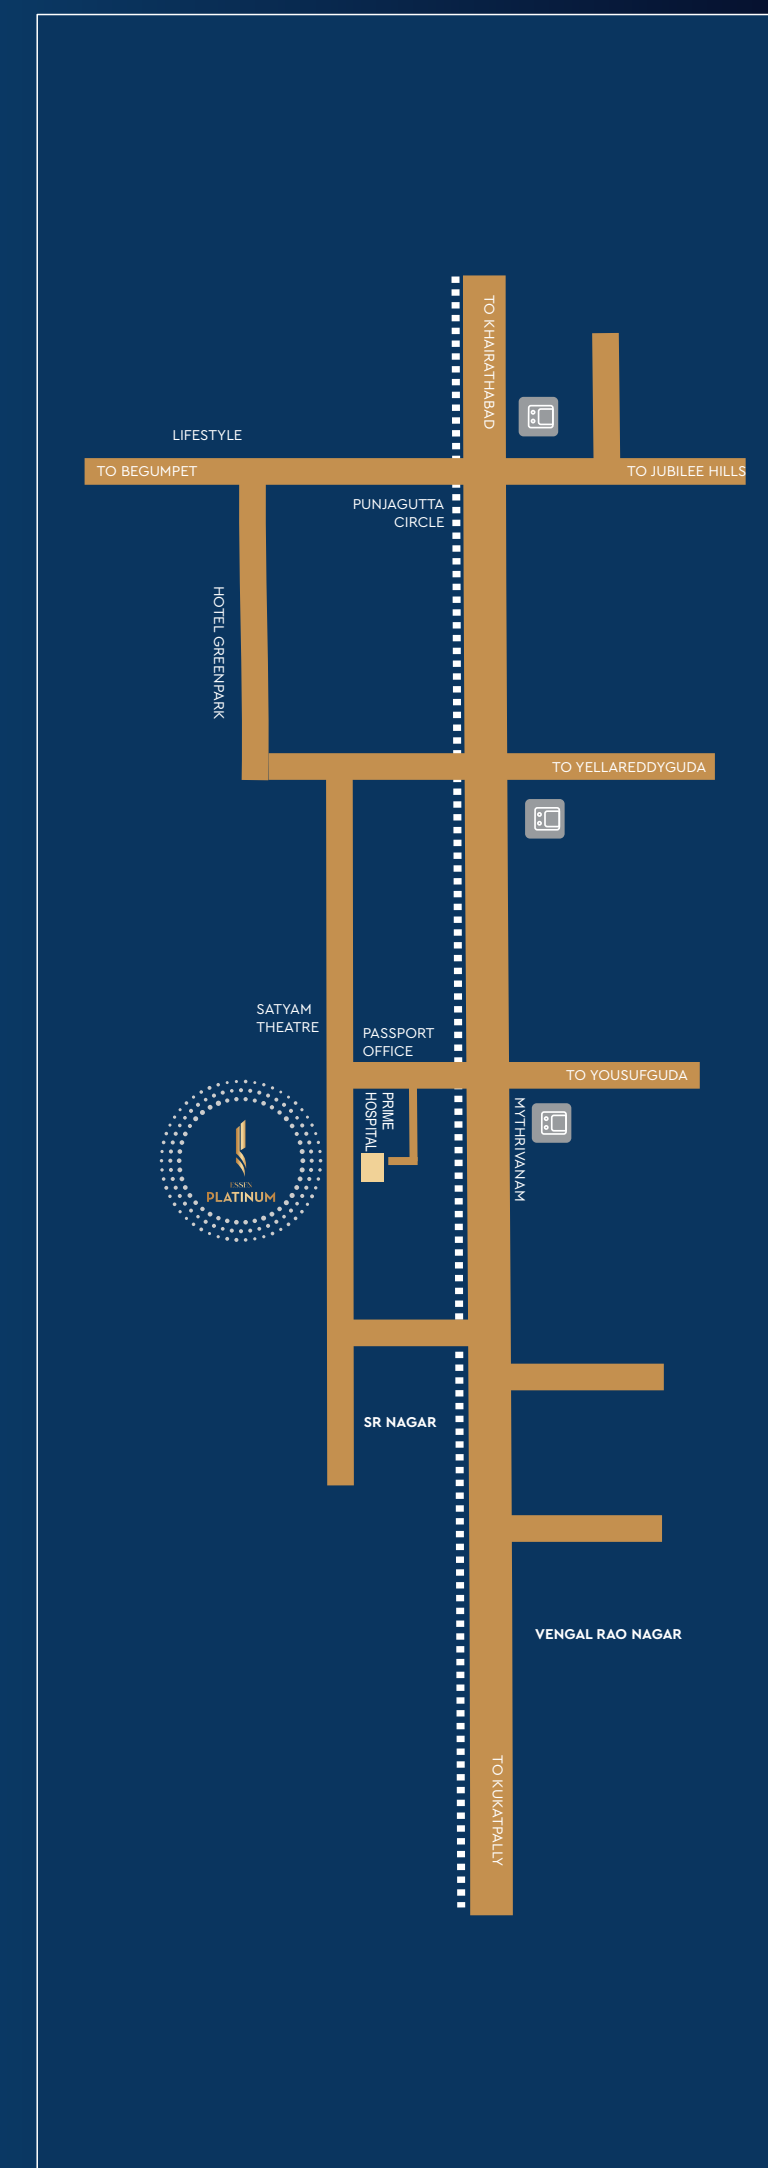 TO KHAIRATHABAD
LIFESTYLE
TO BEGUMPET
TO JUBILEE HILLS
PUNJAGUTTA
CIRCLE
HOTEL GREENPARK
TO YELLAREDDYGUDA
SATYAM
THEATRE
PASSPORT
OFFICE
TO YOUSUFGUDA
PRIME
HOSPITAL
MYTHRIVANAM
ESSEN
PLATINUM
SR NAGAR
VENGAL RAO NAGAR
TO KUKATPALLY